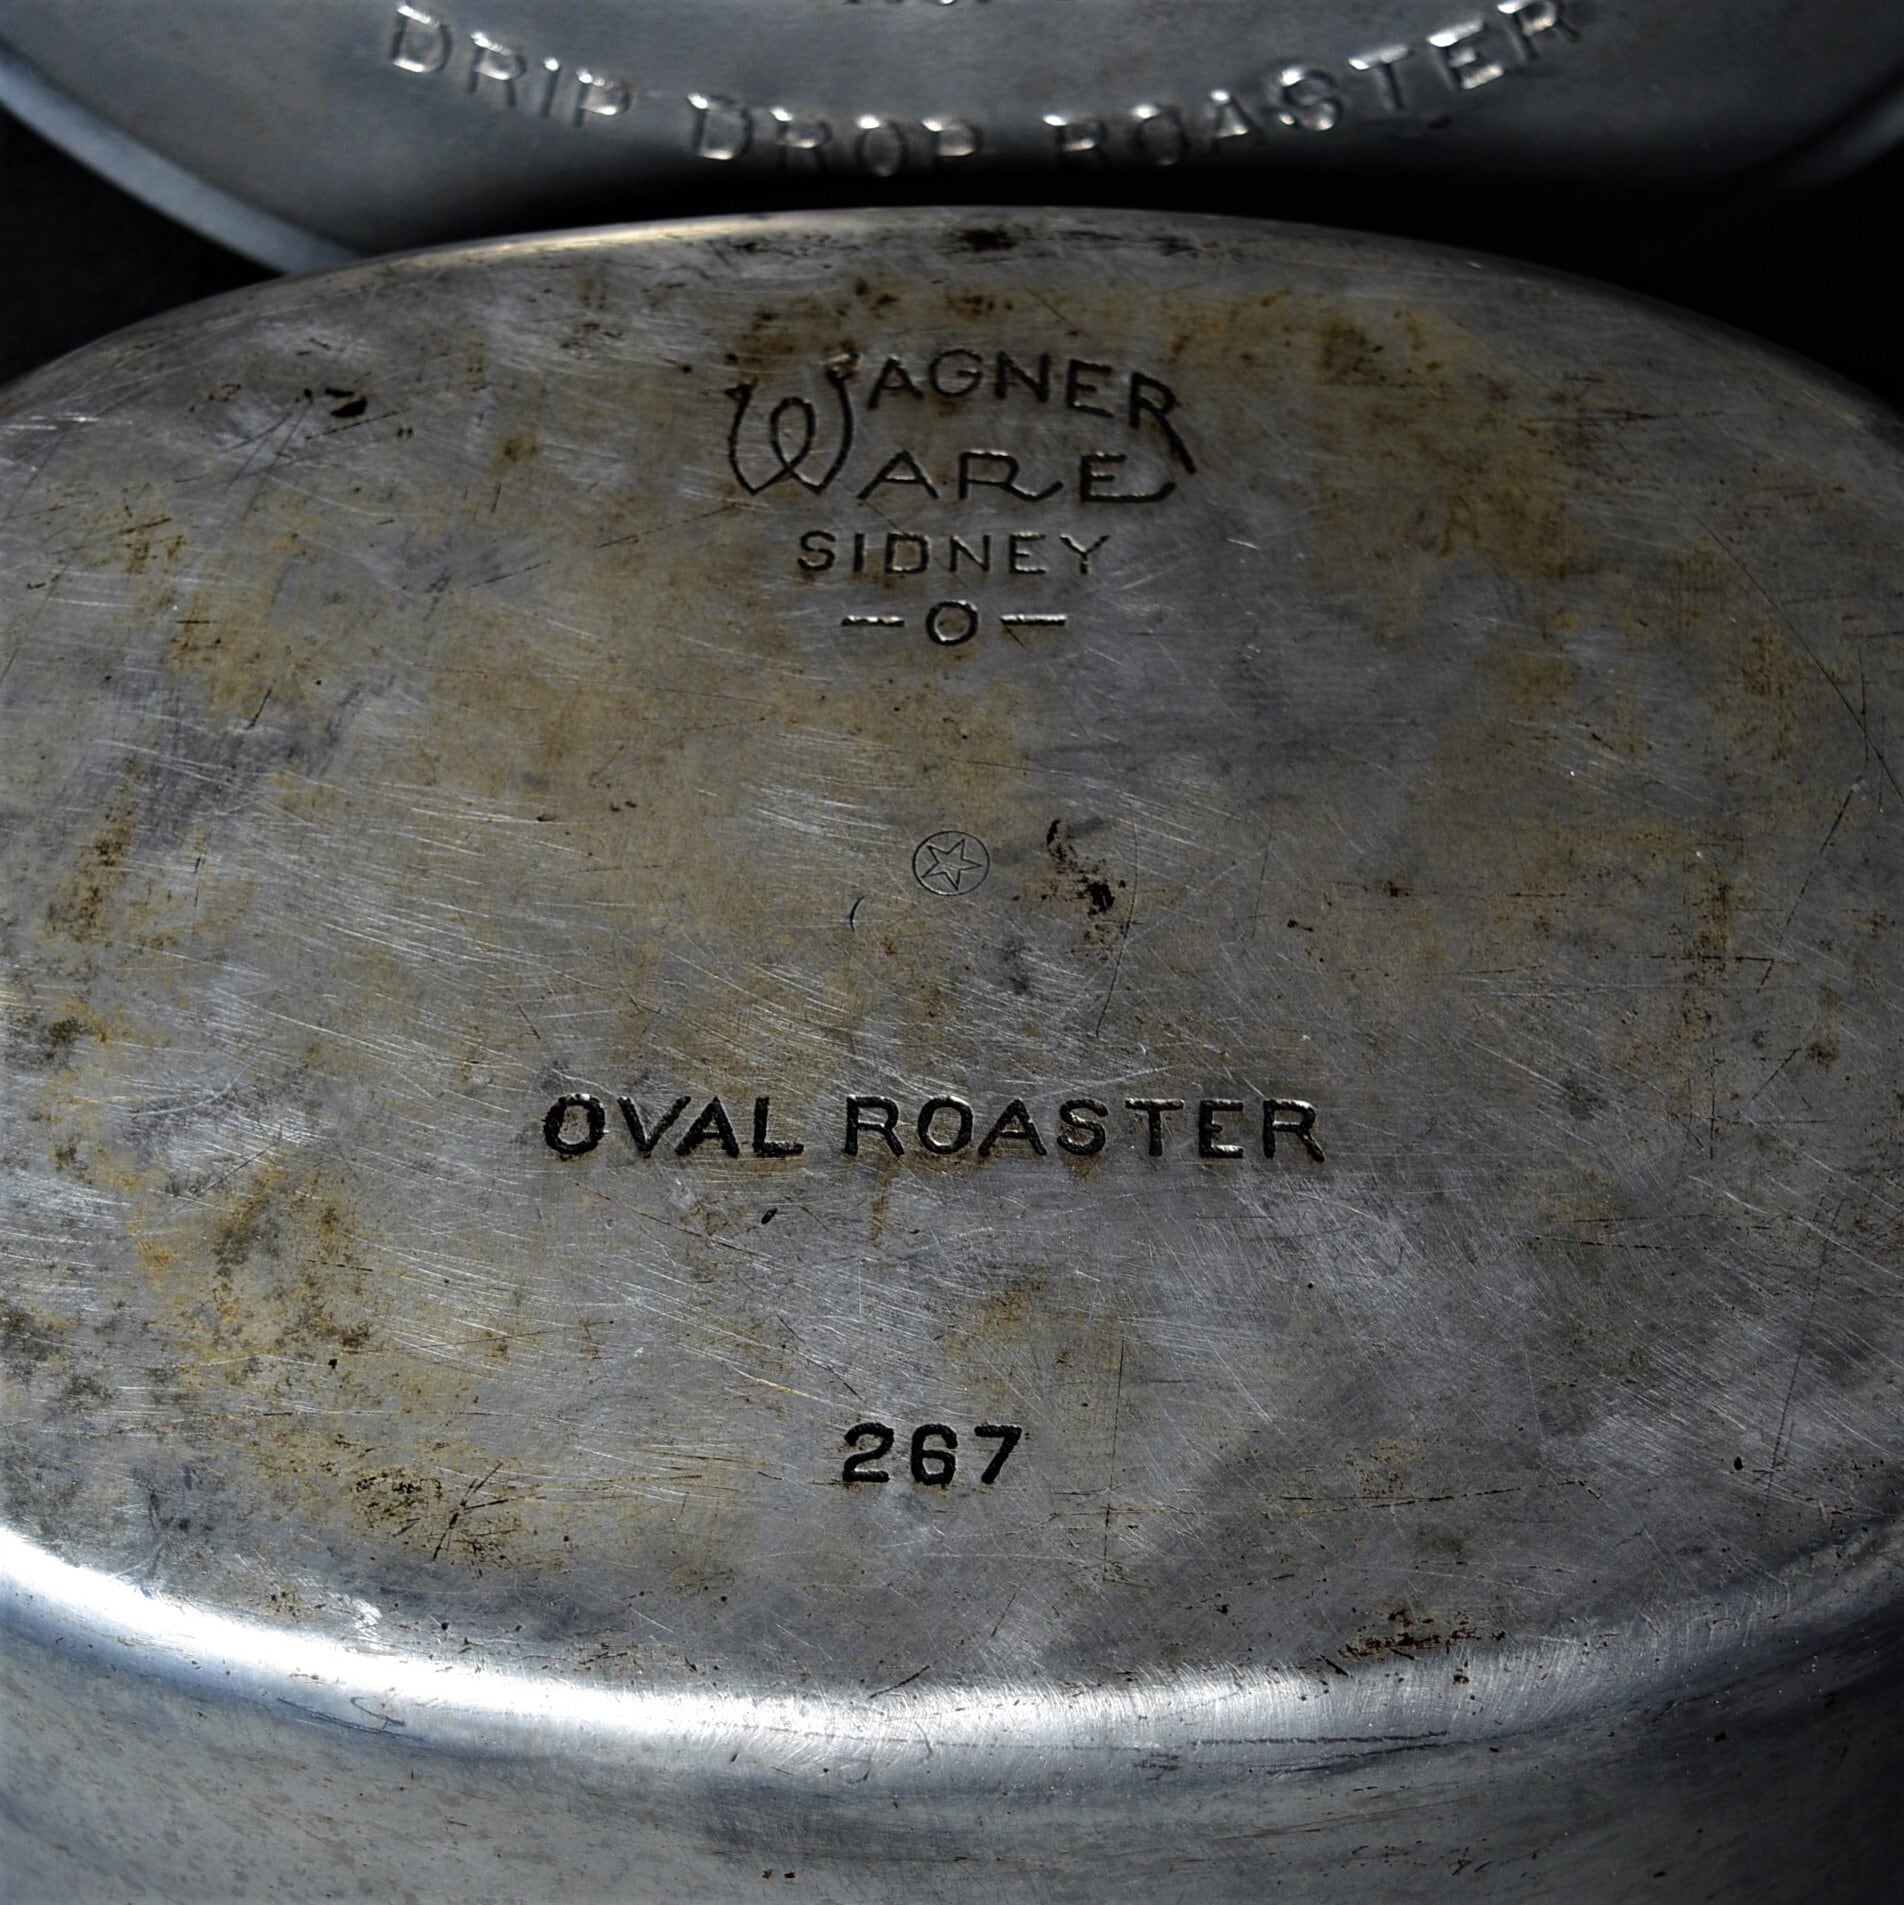 DRIP DROP ROASTER
WAGNER
WARE
SIDNEY
-O-
OVAL ROASTER
267